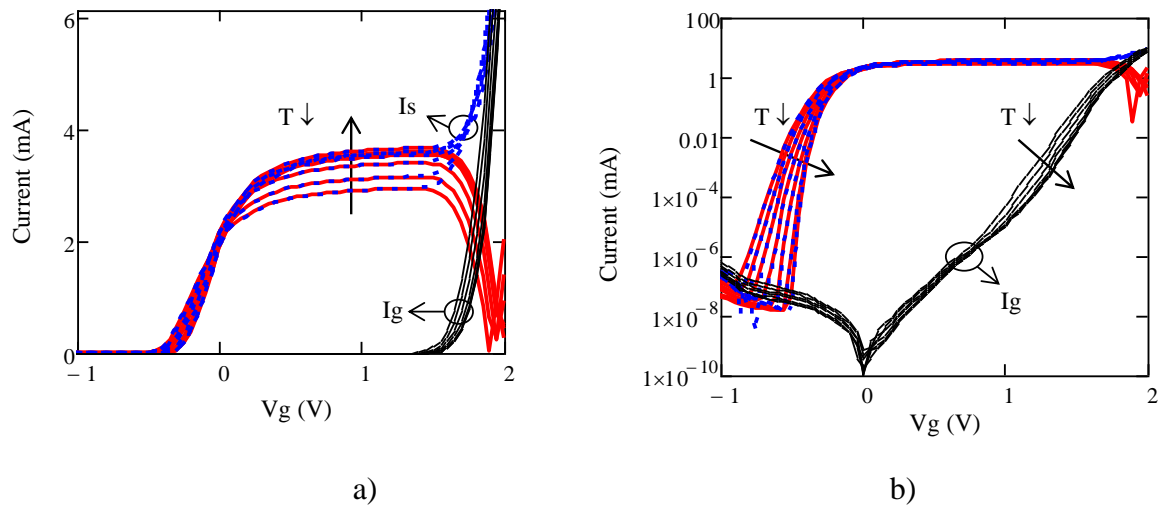 6
4
2
0
Current (mA)
T ↓
Is
Ig
− 1
0
1
2
Vg (V)
a)
100
1
0.01
1×10⁻⁴
1×10⁻⁶
1×10⁻⁸
1×10⁻¹⁰
Current (mA)
T ↓
T ↓
Ig
− 1
0
1
2
Vg (V)
b)